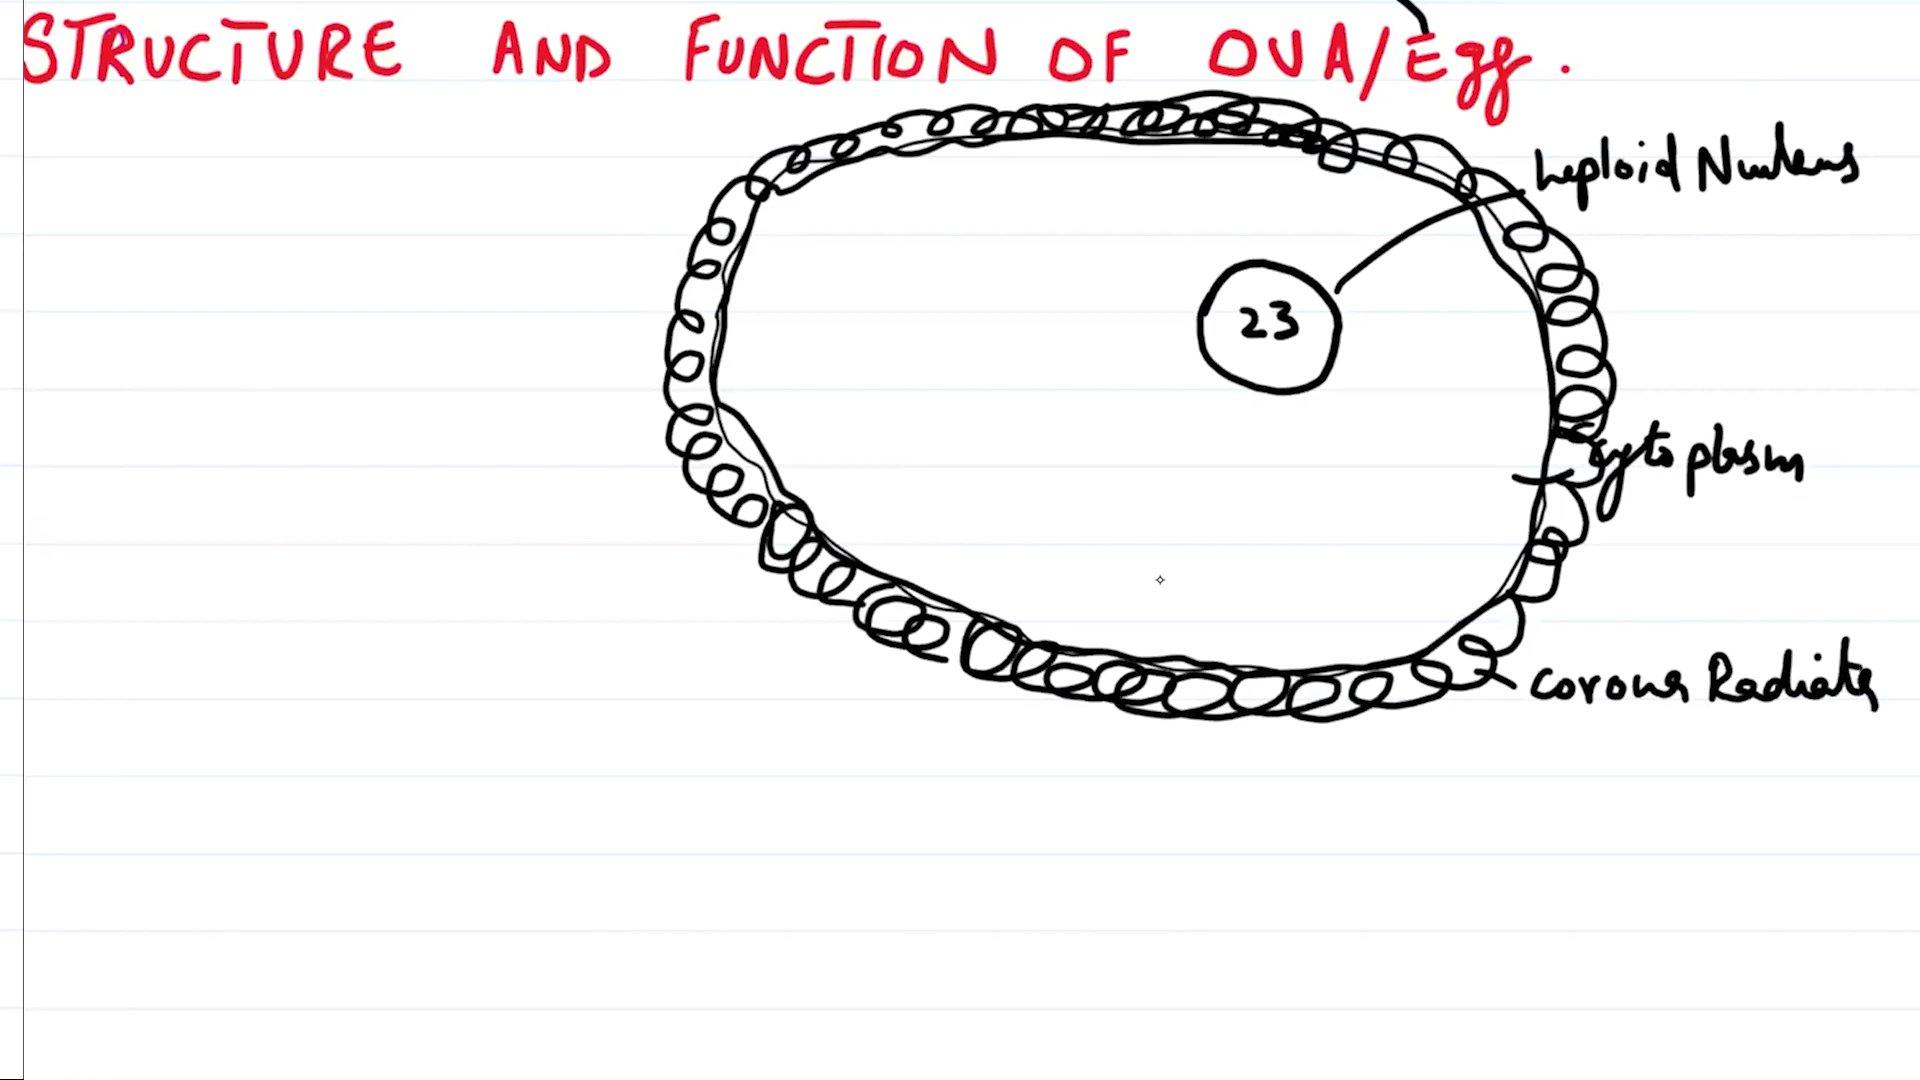 STRUCTURE AND FUNCTION OF OVA/Egg.
haploid Nucleus
23
cytoplasm
corona Radiata